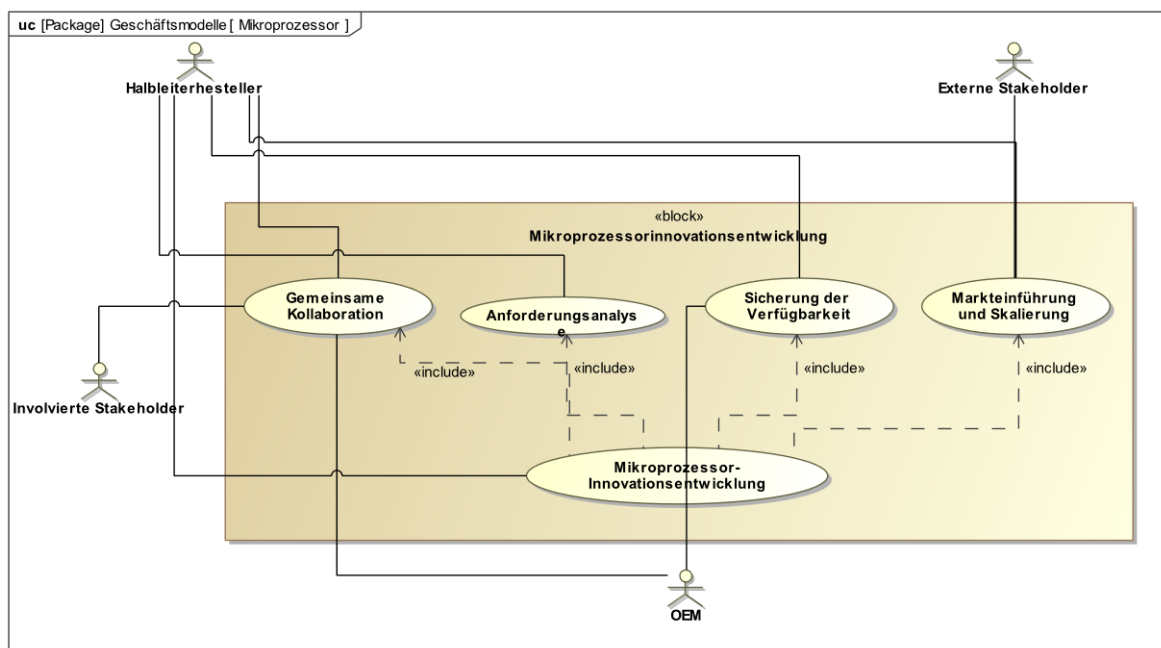 uc [Package] Geschäftsmodelle [ Mikroprozessor ]
Halbleiterhesteller
Externe Stakeholder
«block»
Mikroprozessorinnovationsentwicklung
Gemeinsame
Kollaboration
Anforderungsanalys
e
Sicherung der
Verfügbarkeit
Markteinführung
und Skalierung
«include»
«include»
«include»
«include»
Involvierte Stakeholder
Mikroprozessor-
Innovationsentwicklung
OEM